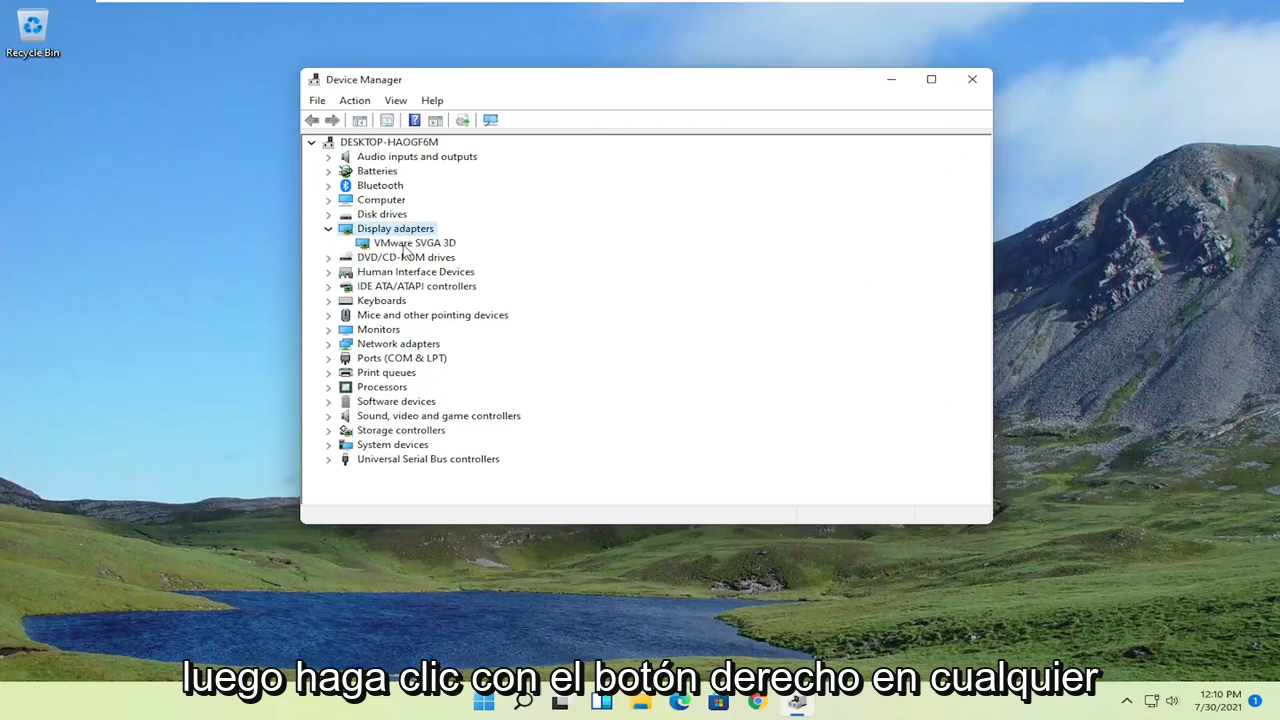 Recycle Bin
Device Manager
File Action View Help
DESKTOP-HAOGF6M
Audio inputs and outputs
Batteries
Bluetooth
Computer
Disk drives
Display adapters
VMware SVGA 3D
DVD/CD-ROM drives
Human Interface Devices
IDE ATA/ATAPI controllers
Keyboards
Mice and other pointing devices
Monitors
Network adapters
Ports (COM & LPT)
Print queues
Processors
Software devices
Sound, video and game controllers
Storage controllers
System devices
Universal Serial Bus controllers
luego haga clic con el botón derecho en cualquier
12:10 PM
7/30/2021
1